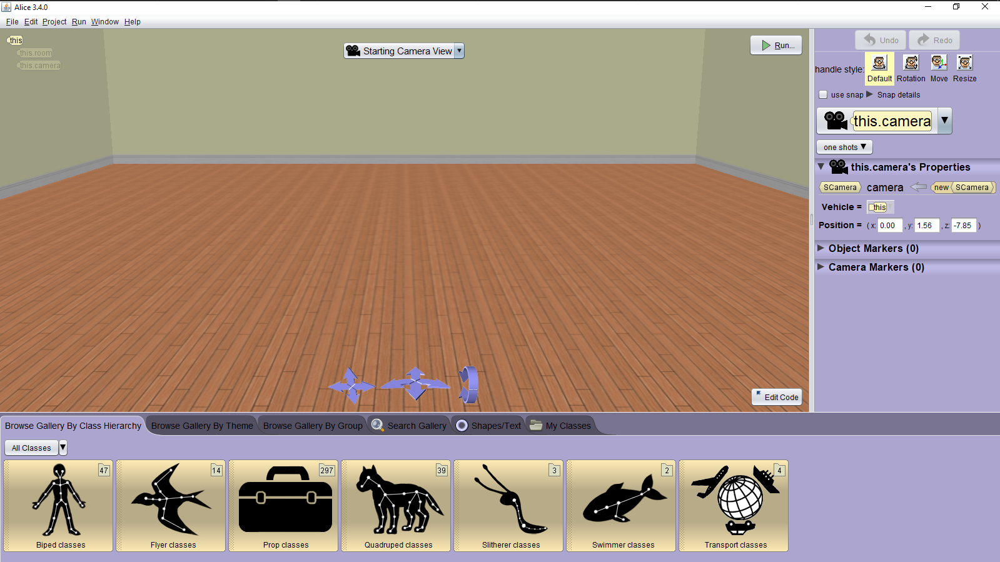 Alice 3.4.0
File Edit Project Run Window Help
this
this.room
this.camera
Starting Camera View
Run...
Undo Redo
handle style: Default Rotation Move Resize
use snap Snap details
this.camera
one shots
this.camera's Properties
SCamera camera new SCamera
Vehicle = this
Position = ( x: 0.00 , y: 1.56 , z: -7.85 )
Object Markers (0)
Camera Markers (0)
Edit Code
Browse Gallery By Class Hierarchy Browse Gallery By Theme Browse Gallery By Group Search Gallery Shapes/Text My Classes
All Classes
47 14 297 39 3 2 4
Biped classes Flyer classes Prop classes Quadruped classes Slitherer classes Swimmer classes Transport classes